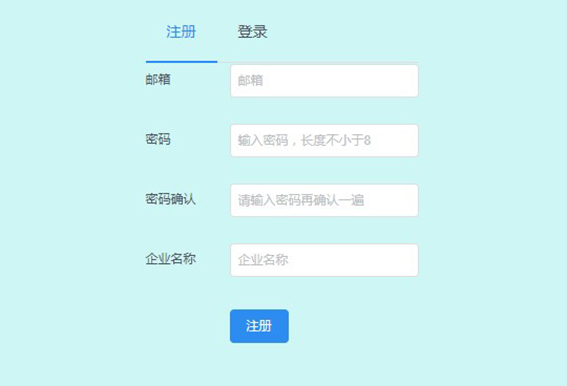 注册 登录
邮箱 邮箱
密码 输入密码，长度不小于8
密码确认 请输入密码再确认一遍
企业名称 企业名称
注册